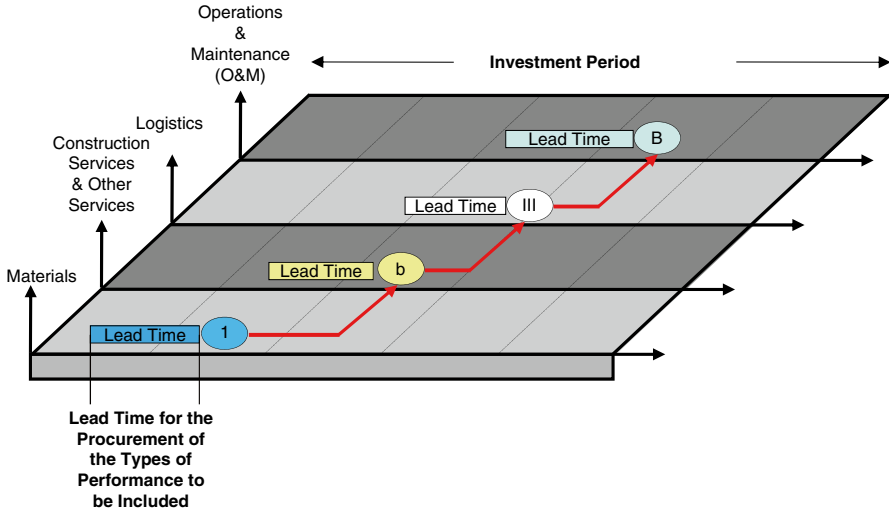 Operations
&
Maintenance
(O&M)
Investment Period
Logistics
Construction
Services
& Other
Services
Materials
Lead Time B
Lead Time III
Lead Time b
Lead Time 1
Lead Time for the
Procurement of
the Types of
Performance to
be Included